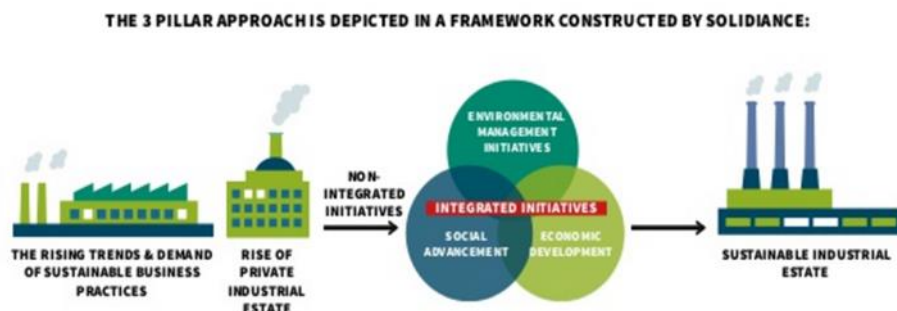 THE 3 PILLAR APPROACH IS DEPICTED IN A FRAMEWORK CONSTRUCTED BY SOLIDIANCE:
THE RISING TRENDS & DEMAND
OF SUSTAINABLE BUSINESS
PRACTICES
RISE OF
PRIVATE
INDUSTRIAL
ESTATE
NON-
INTEGRATED
INITIATIVES
ENVIRONMENTAL
MANAGEMENT
INITIATIVES
INTEGRATED INITIATIVES
SOCIAL
ADVANCEMENT
ECONOMIC
DEVELOPMENT
SUSTAINABLE INDUSTRIAL
ESTATE